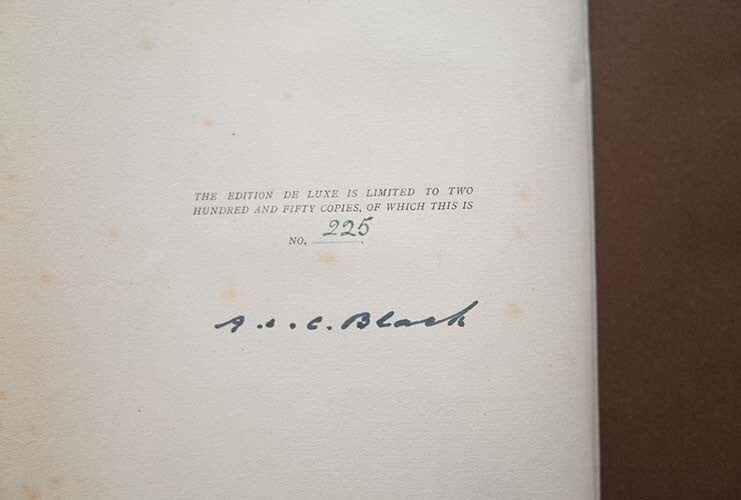 THE EDITION DE LUXE IS LIMITED TO TWO
HUNDRED AND FIFTY COPIES, OF WHICH THIS IS
NO. 225.
A. & C. Black